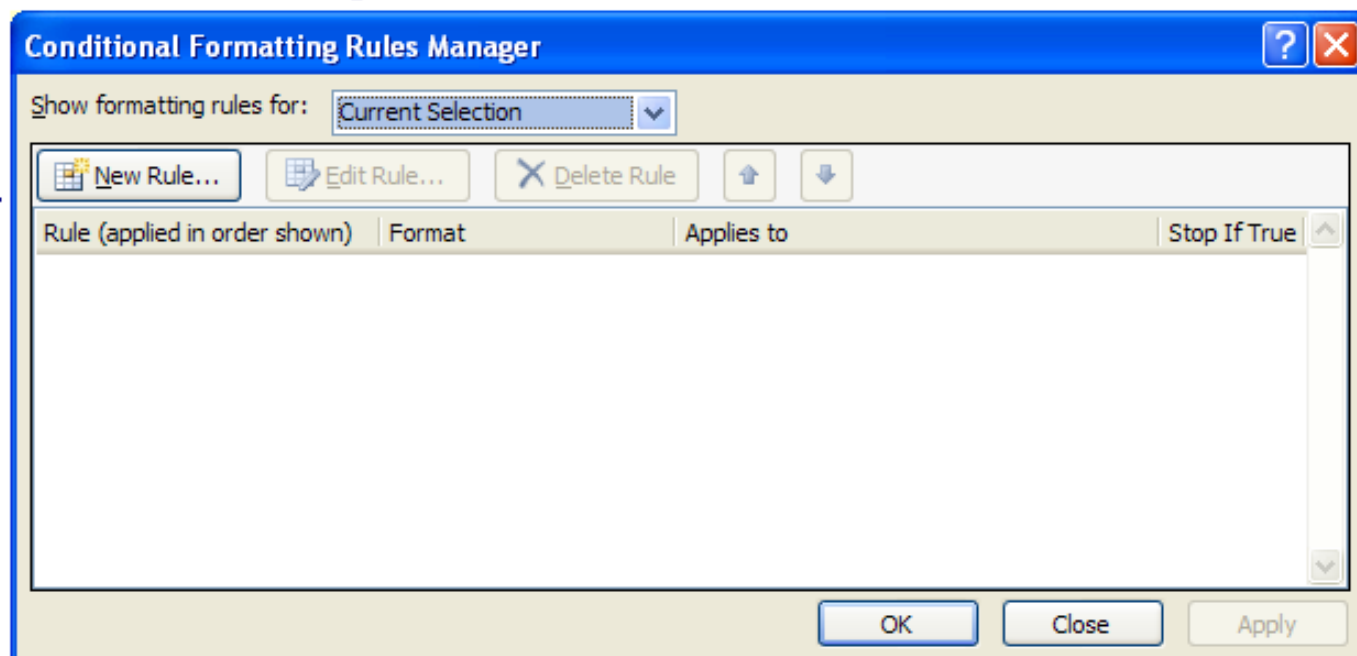 Conditional Formatting Rules Manager
Show formatting rules for: Current Selection
New Rule... Edit Rule... Delete Rule
Rule (applied in order shown) Format Applies to Stop If True
OK Close Apply